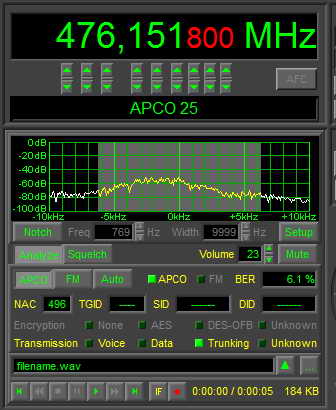 476,151800 MHz
AFC
APCO 25
0dB
-20dB
-40dB
-60dB
-80dB
-100dB
-10kHz -5kHz 0kHz +5kHz +10kHz
Notch Freq 769 Hz Width 9999 Hz Setup
Analyze Squelch Volume 23 Mute
APCO FM Auto APCO FM BER 6.1 %
NAC 496 TGID ----- SID ----- DID -----
Encryption None AES DES-OFB Unknown
Transmission Voice Data Trunking Unknown
filename.wav ...
IF 0:00:00 / 0:00:05 184 KB